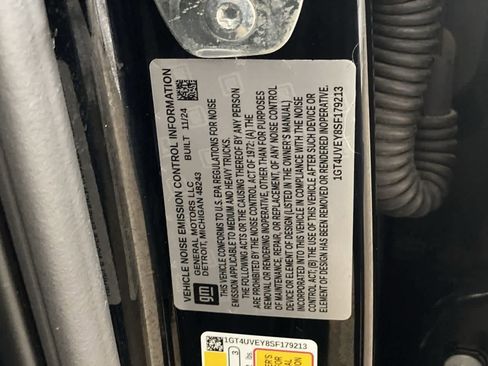 VEHICLE NOISE EMISSION CONTROL INFORMATION
gm
GENERAL MOTORS LLC
DETROIT, MICHIGAN 48243
BUILT 11/24
THIS VEHICLE CONFORMS TO U.S. EPA REGULATIONS FOR NOISE
EMISSION APPLICABLE TO MEDIUM AND HEAVY TRUCKS.
THE FOLLOWING ACTS OR THE CAUSING THEREOF BY ANY PERSON
ARE PROHIBITED BY THE NOISE CONTROL ACT OF 1972: (A) THE
REMOVAL OR RENDERING INOPERATIVE, OTHER THAN FOR PURPOSES
OF MAINTENANCE, REPAIR, OR REPLACEMENT, OF ANY NOISE CONTROL
DEVICE OR ELEMENT OF DESIGN (LISTED IN THE OWNER'S MANUAL)
INCORPORATED INTO THIS VEHICLE IN COMPLIANCE WITH THE NOISE
CONTROL ACT; (B) THE USE OF THIS VEHICLE AFTER SUCH DEVICE OR
ELEMENT OF DESIGN HAS BEEN REMOVED OR RENDERED INOPERATIVE.
1GT4UVEY8SF179213
1GT4UVEY8SF179213
3